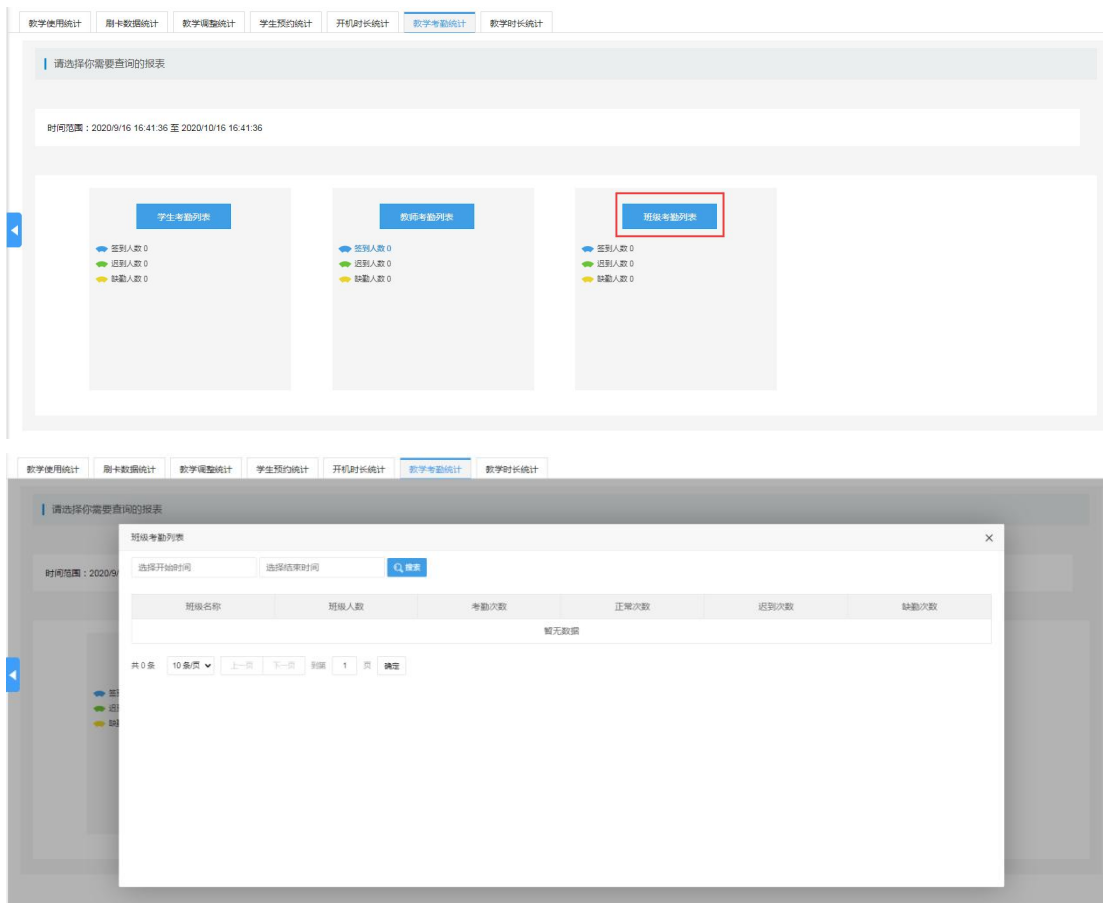 教学使用统计 刷卡数据统计 教学调整统计 学生预约统计 开机时长统计 教学考勤统计 教学时长统计
请选择你需要查询的报表
时间范围：2020/9/16 16:41:36 至 2020/10/16 16:41:36
学生考勤列表 教师考勤列表 班级考勤列表
签到人数 0 签到人数 0 签到人数 0
迟到人数 0 迟到人数 0 迟到人数 0
缺勤人数 0 缺勤人数 0 缺勤人数 0
教学使用统计 刷卡数据统计 教学调整统计 学生预约统计 开机时长统计 教学考勤统计 教学时长统计
请选择你需要查询的报表
班级考勤列表
时间范围：2020/9/ 选择开始时间 选择结束时间 搜索
班级名称 班级人数 考勤次数 正常次数 迟到次数 缺勤次数
暂无数据
共 0 条 10 条/页 上一页 下一页 到第 1 页 确定
签
迟
缺